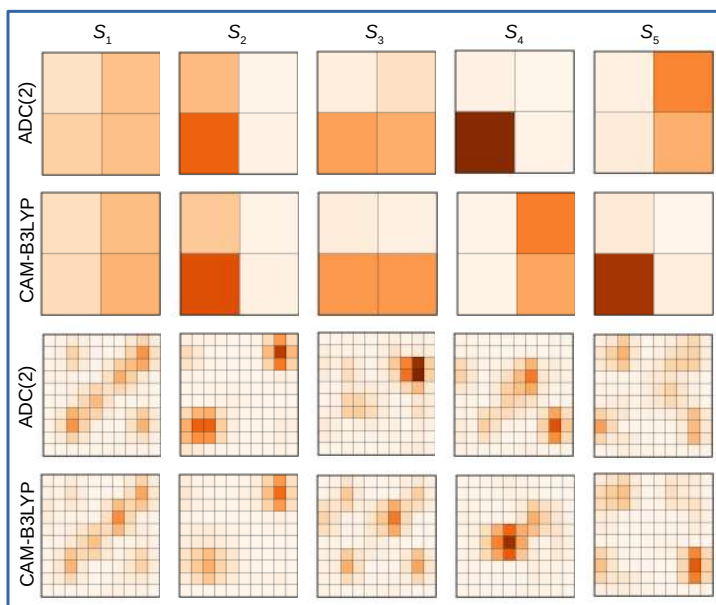 S₁ S₂ S₃ S₄ S₅
ADC(2)
CAM-B3LYP
ADC(2)
CAM-B3LYP